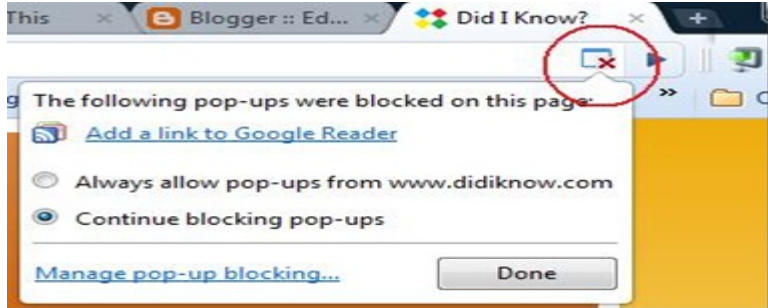 This
Blogger :: Ed...
Did I Know?
The following pop-ups were blocked on this page:
Add a link to Google Reader
Always allow pop-ups from www.didiknow.com
Continue blocking pop-ups
Manage pop-up blocking...
Done